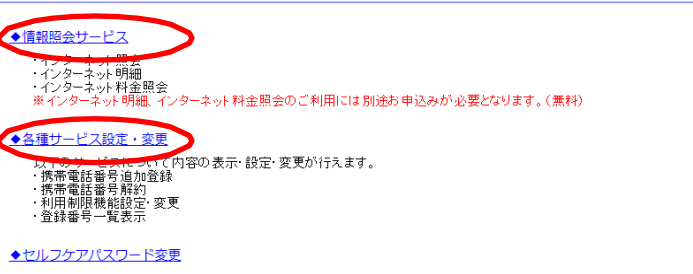 ◆情報照会サービス
・インターネット照会
・インターネット明細
・インターネット料金照会
※インターネット明細、インターネット料金照会のご利用には別途お申込みが必要となります。(無料)
◆各種サービス設定・変更
以下のサービスについて内容の表示・設定・変更が行えます。
・携帯電話番号追加登録
・携帯電話番号解約
・利用制限機能設定・変更
・登録番号一覧表示
◆セルフケアパスワード変更